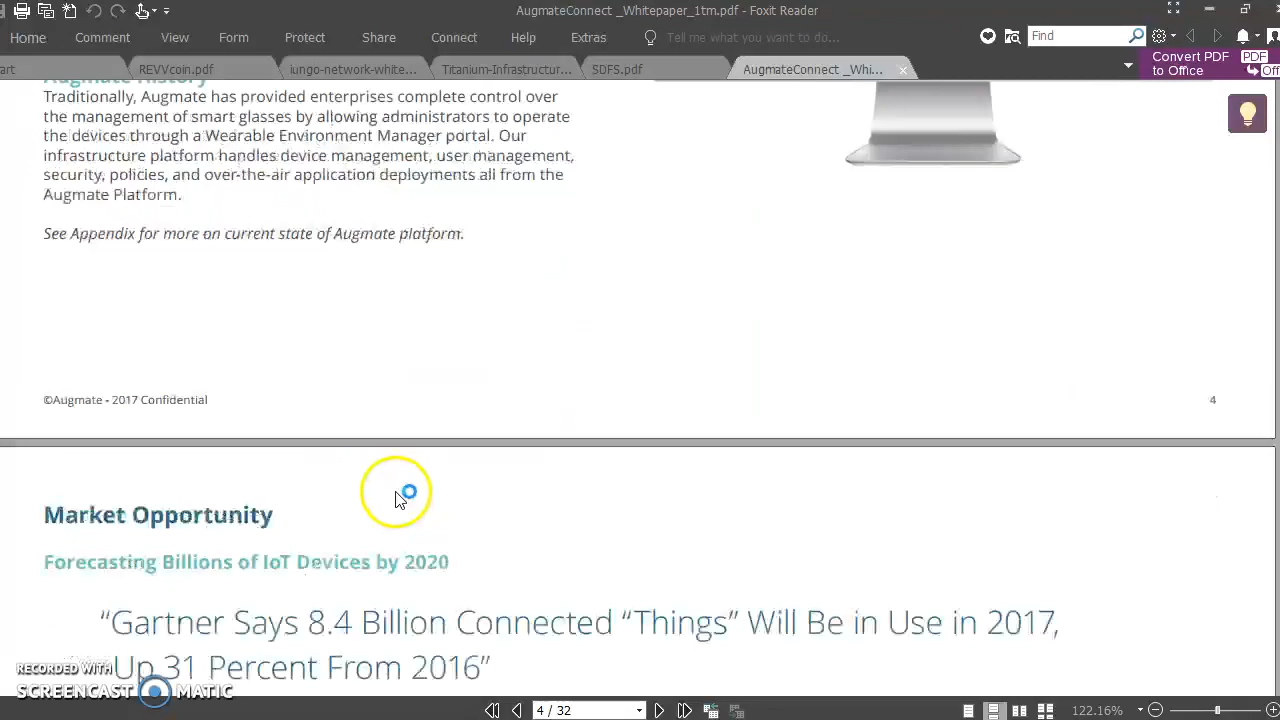 AugmateConnect _Whitepaper_1tm.pdf - Foxit Reader
Home Comment View Form Protect Share Connect Help Extras Tell me what you want to do... Find
art REVVcoin.pdf iungo-network-white... Titanium-Infrastructur... SDFS.pdf AugmateConnect _Whi...
Convert PDF
to Office
PDF
Off
Augmate History
Traditionally, Augmate has provided enterprises complete control over
the management of smart glasses by allowing administrators to operate
the devices through a Wearable Environment Manager portal. Our
infrastructure platform handles device management, user management,
security, policies, and over-the-air application deployments all from the
Augmate Platform.
See Appendix for more on current state of Augmate platform.
©Augmate - 2017 Confidential 4
Market Opportunity
Forecasting Billions of IoT Devices by 2020
“Gartner Says 8.4 Billion Connected “Things” Will Be in Use in 2017,
Up 31 Percent From 2016”
RECORDED WITH
SCREENCAST MATIC
4 / 32
122.16%